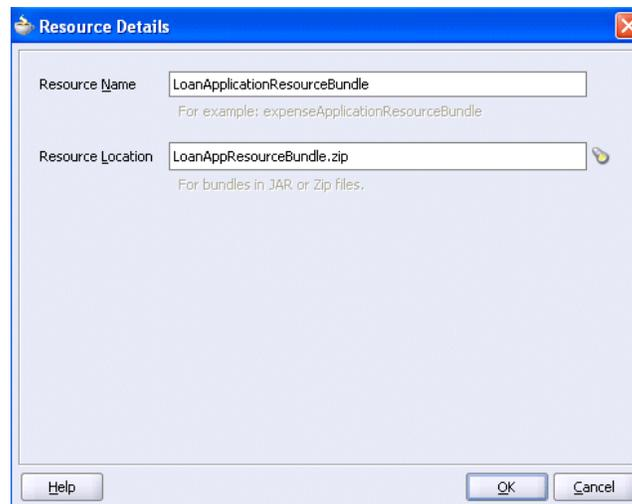 Resource Details
Resource Name
LoanApplicationResourceBundle
For example: expenseApplicationResourceBundle
Resource Location
LoanAppResourceBundle.zip
For bundles in JAR or Zip files.
Help
OK
Cancel